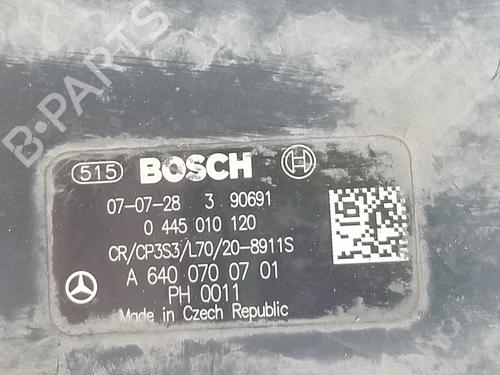 B-PARTS
515 BOSCH
07-07-28 3 90691
0 445 010 120
CR/CP3S3/L70/20-8911S
A 640 070 07 01
PH 0011
Made in Czech Republic